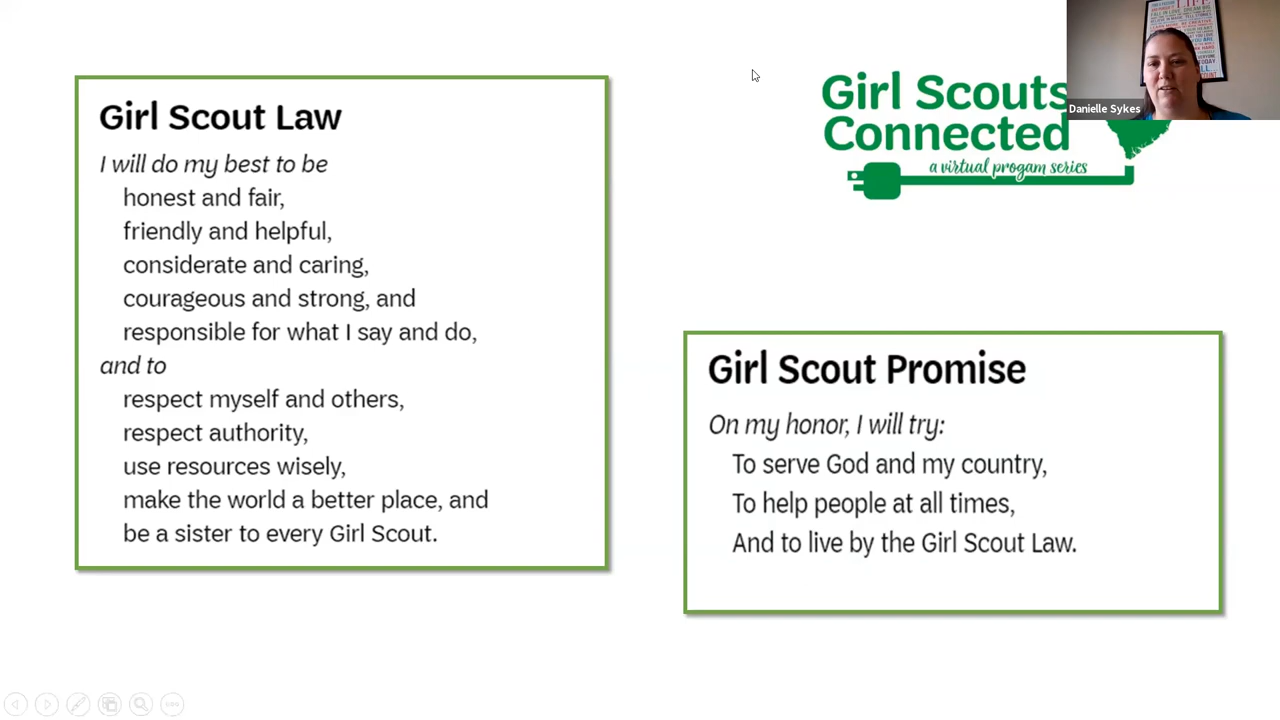 Girl Scout Law
I will do my best to be
honest and fair,
friendly and helpful,
considerate and caring,
courageous and strong, and
responsible for what I say and do,
and to
respect myself and others,
respect authority,
use resources wisely,
make the world a better place, and
be a sister to every Girl Scout.
Girl Scouts
Connected
a virtual progam series
Danielle Sykes
Girl Scout Promise
On my honor, I will try:
To serve God and my country,
To help people at all times,
And to live by the Girl Scout Law.